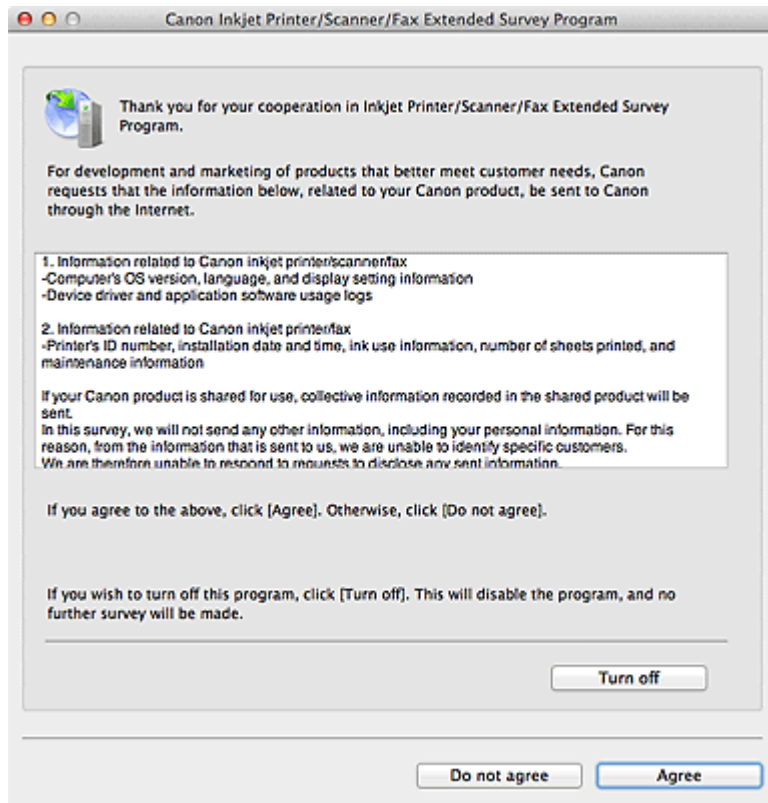 Canon Inkjet Printer/Scanner/Fax Extended Survey Program
Thank you for your cooperation in Inkjet Printer/Scanner/Fax Extended Survey
Program.
For development and marketing of products that better meet customer needs, Canon
requests that the information below, related to your Canon product, be sent to Canon
through the Internet.
1. Information related to Canon inkjet printer/scanner/fax
-Computer's OS version, language, and display setting information
-Device driver and application software usage logs
2. Information related to Canon inkjet printer/fax
-Printer's ID number, installation date and time, ink use information, number of sheets printed, and
maintenance information
If your Canon product is shared for use, collective information recorded in the shared product will be
sent.
In this survey, we will not send any other information, including your personal information. For this
reason, from the information that is sent to us, we are unable to identify specific customers.
We are therefore unable to respond to requests to disclose any sent information.
If you agree to the above, click [Agree]. Otherwise, click [Do not agree].
If you wish to turn off this program, click [Turn off]. This will disable the program, and no
further survey will be made.
Turn off
Do not agree
Agree